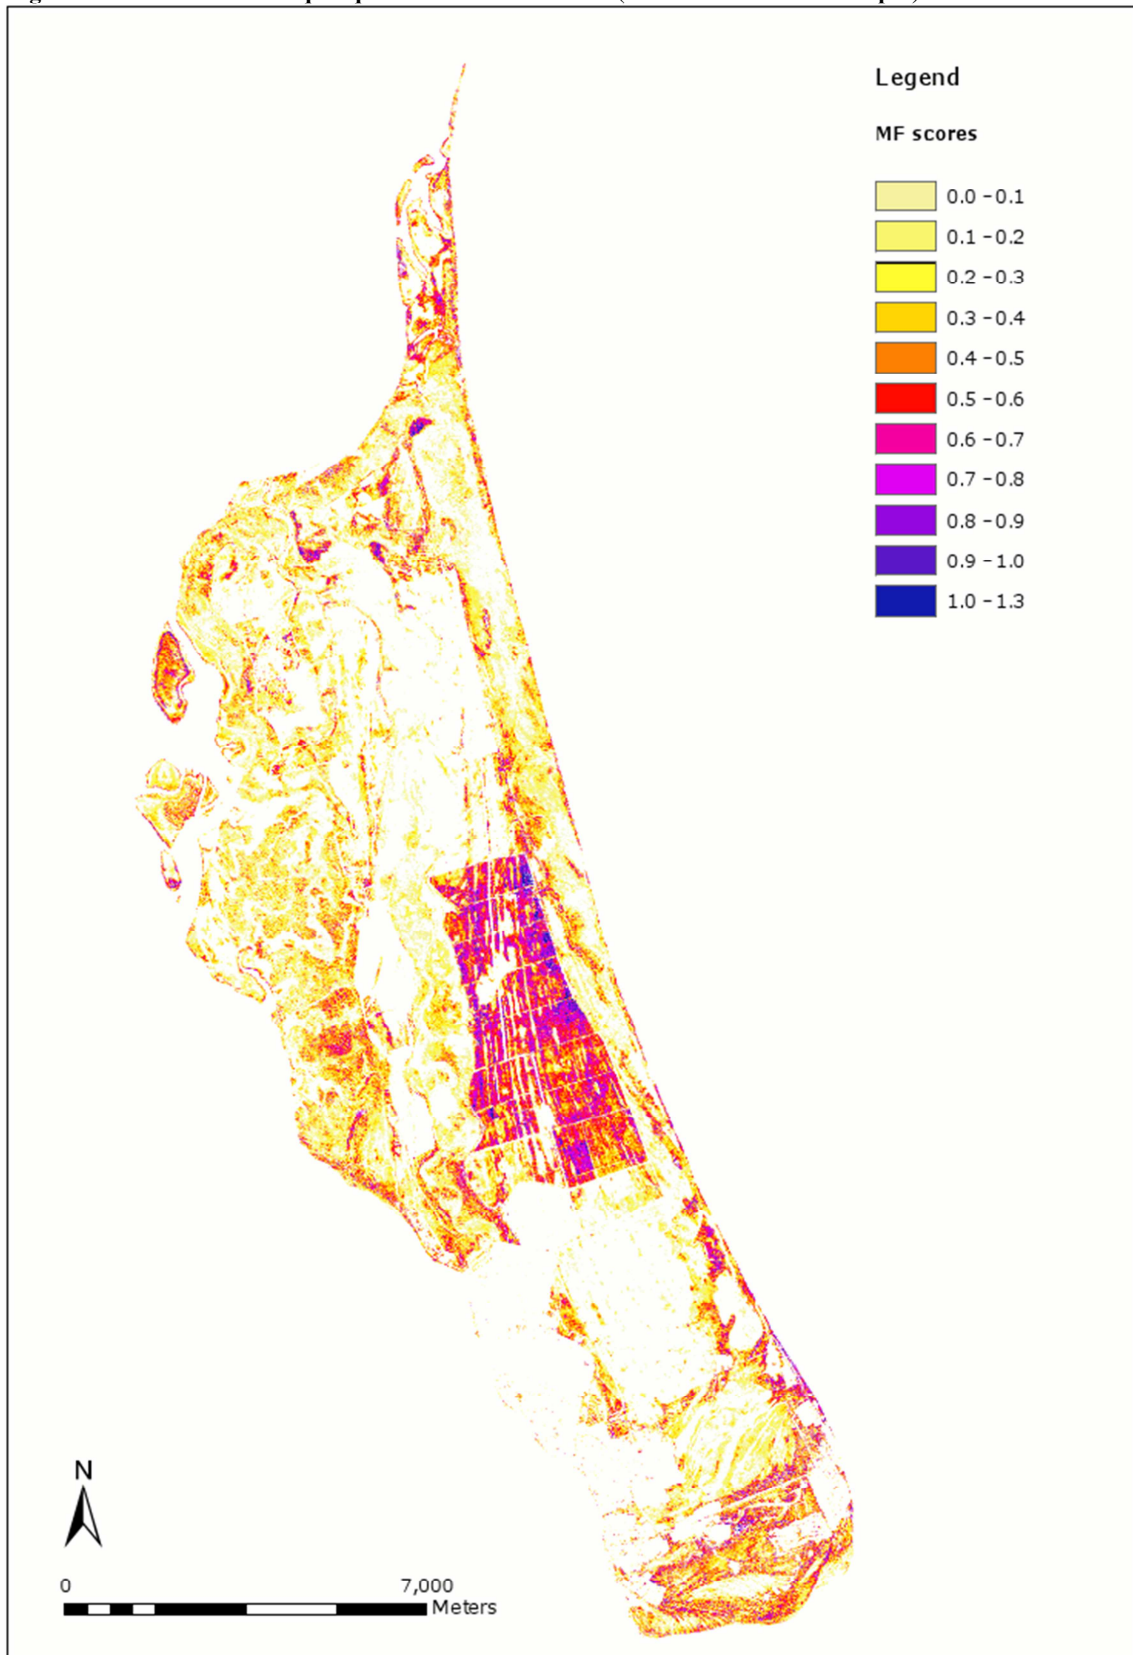 Legend
MF scores
0.0 – 0.1
0.1 – 0.2
0.2 – 0.3
0.3 – 0.4
0.4 – 0.5
0.5 – 0.6
0.6 – 0.7
0.7 – 0.8
0.8 – 0.9
0.9 – 1.0
1.0 – 1.3
N
0 7,000
Meters